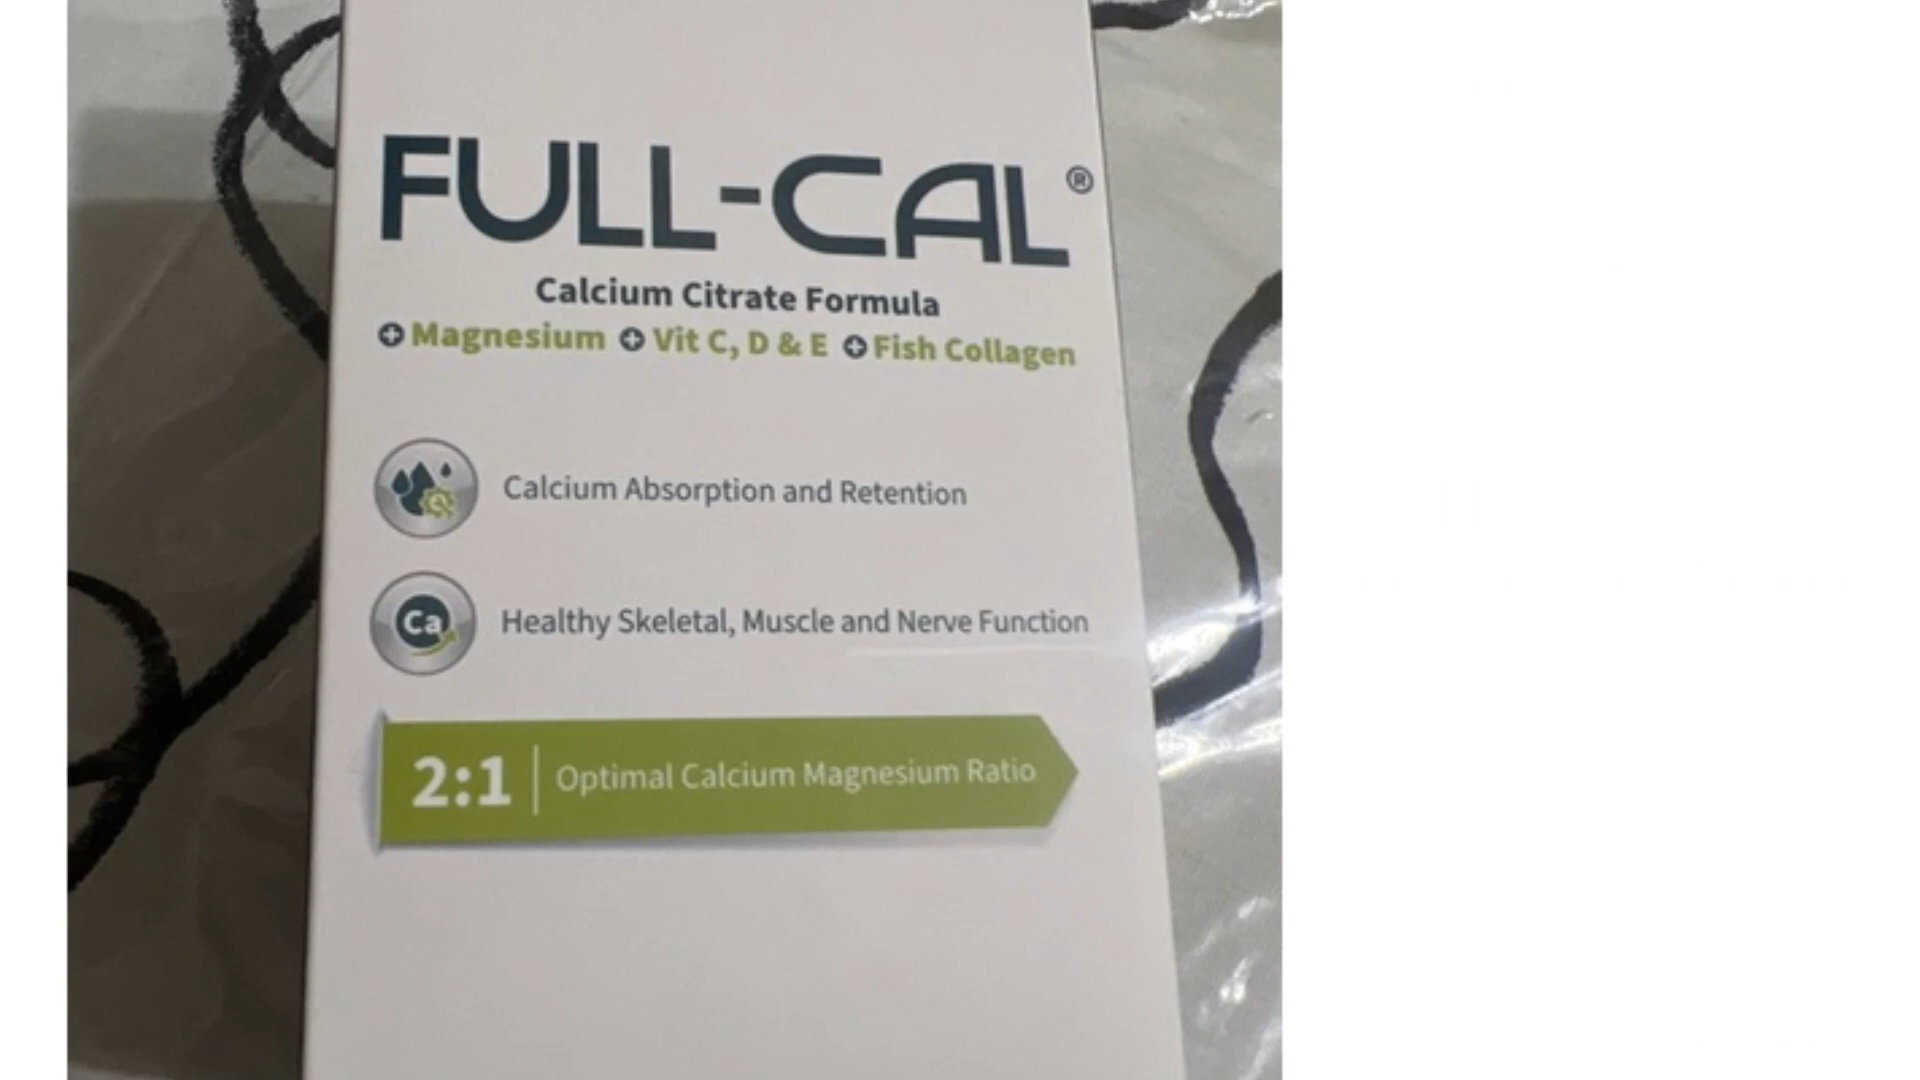 FULL-CAL®
Calcium Citrate Formula
+ Magnesium + Vit C, D & E + Fish Collagen
Calcium Absorption and Retention
Ca
Healthy Skeletal, Muscle and Nerve Function
2:1 | Optimal Calcium Magnesium Ratio